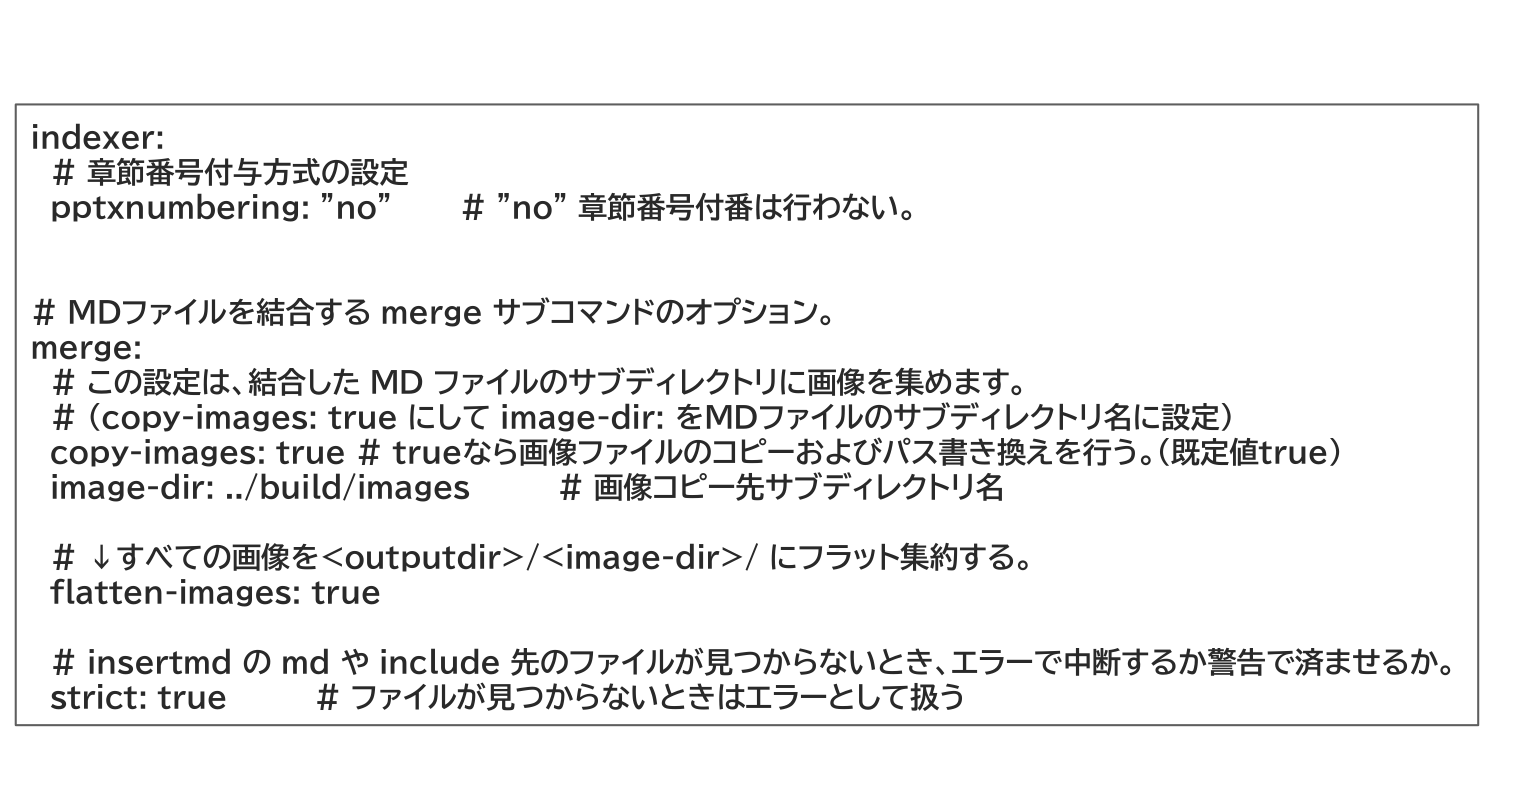 indexer:
  # 章節番号付与方式の設定
  pptxnumbering: ”no”    # ”no” 章節番号付番は行わない。
# MDファイルを結合する merge サブコマンドのオプション。
merge:
  # この設定は、結合した MD ファイルのサブディレクトリに画像を集めます。
  # （copy-images: true にして image-dir: をMDファイルのサブディレクトリ名に設定）
  copy-images: true # trueなら画像ファイルのコピーおよびパス書き換えを行う。（既定値true）
  image-dir: ../build/images     # 画像コピー先サブディレクトリ名
  # ↓すべての画像を<outputdir>/<image-dir>/ にフラット集約する。
  flatten-images: true
  # insertmd の md や include 先のファイルが見つからないとき、エラーで中断するか警告で済ませるか。
  strict: true     # ファイルが見つからないときはエラーとして扱う